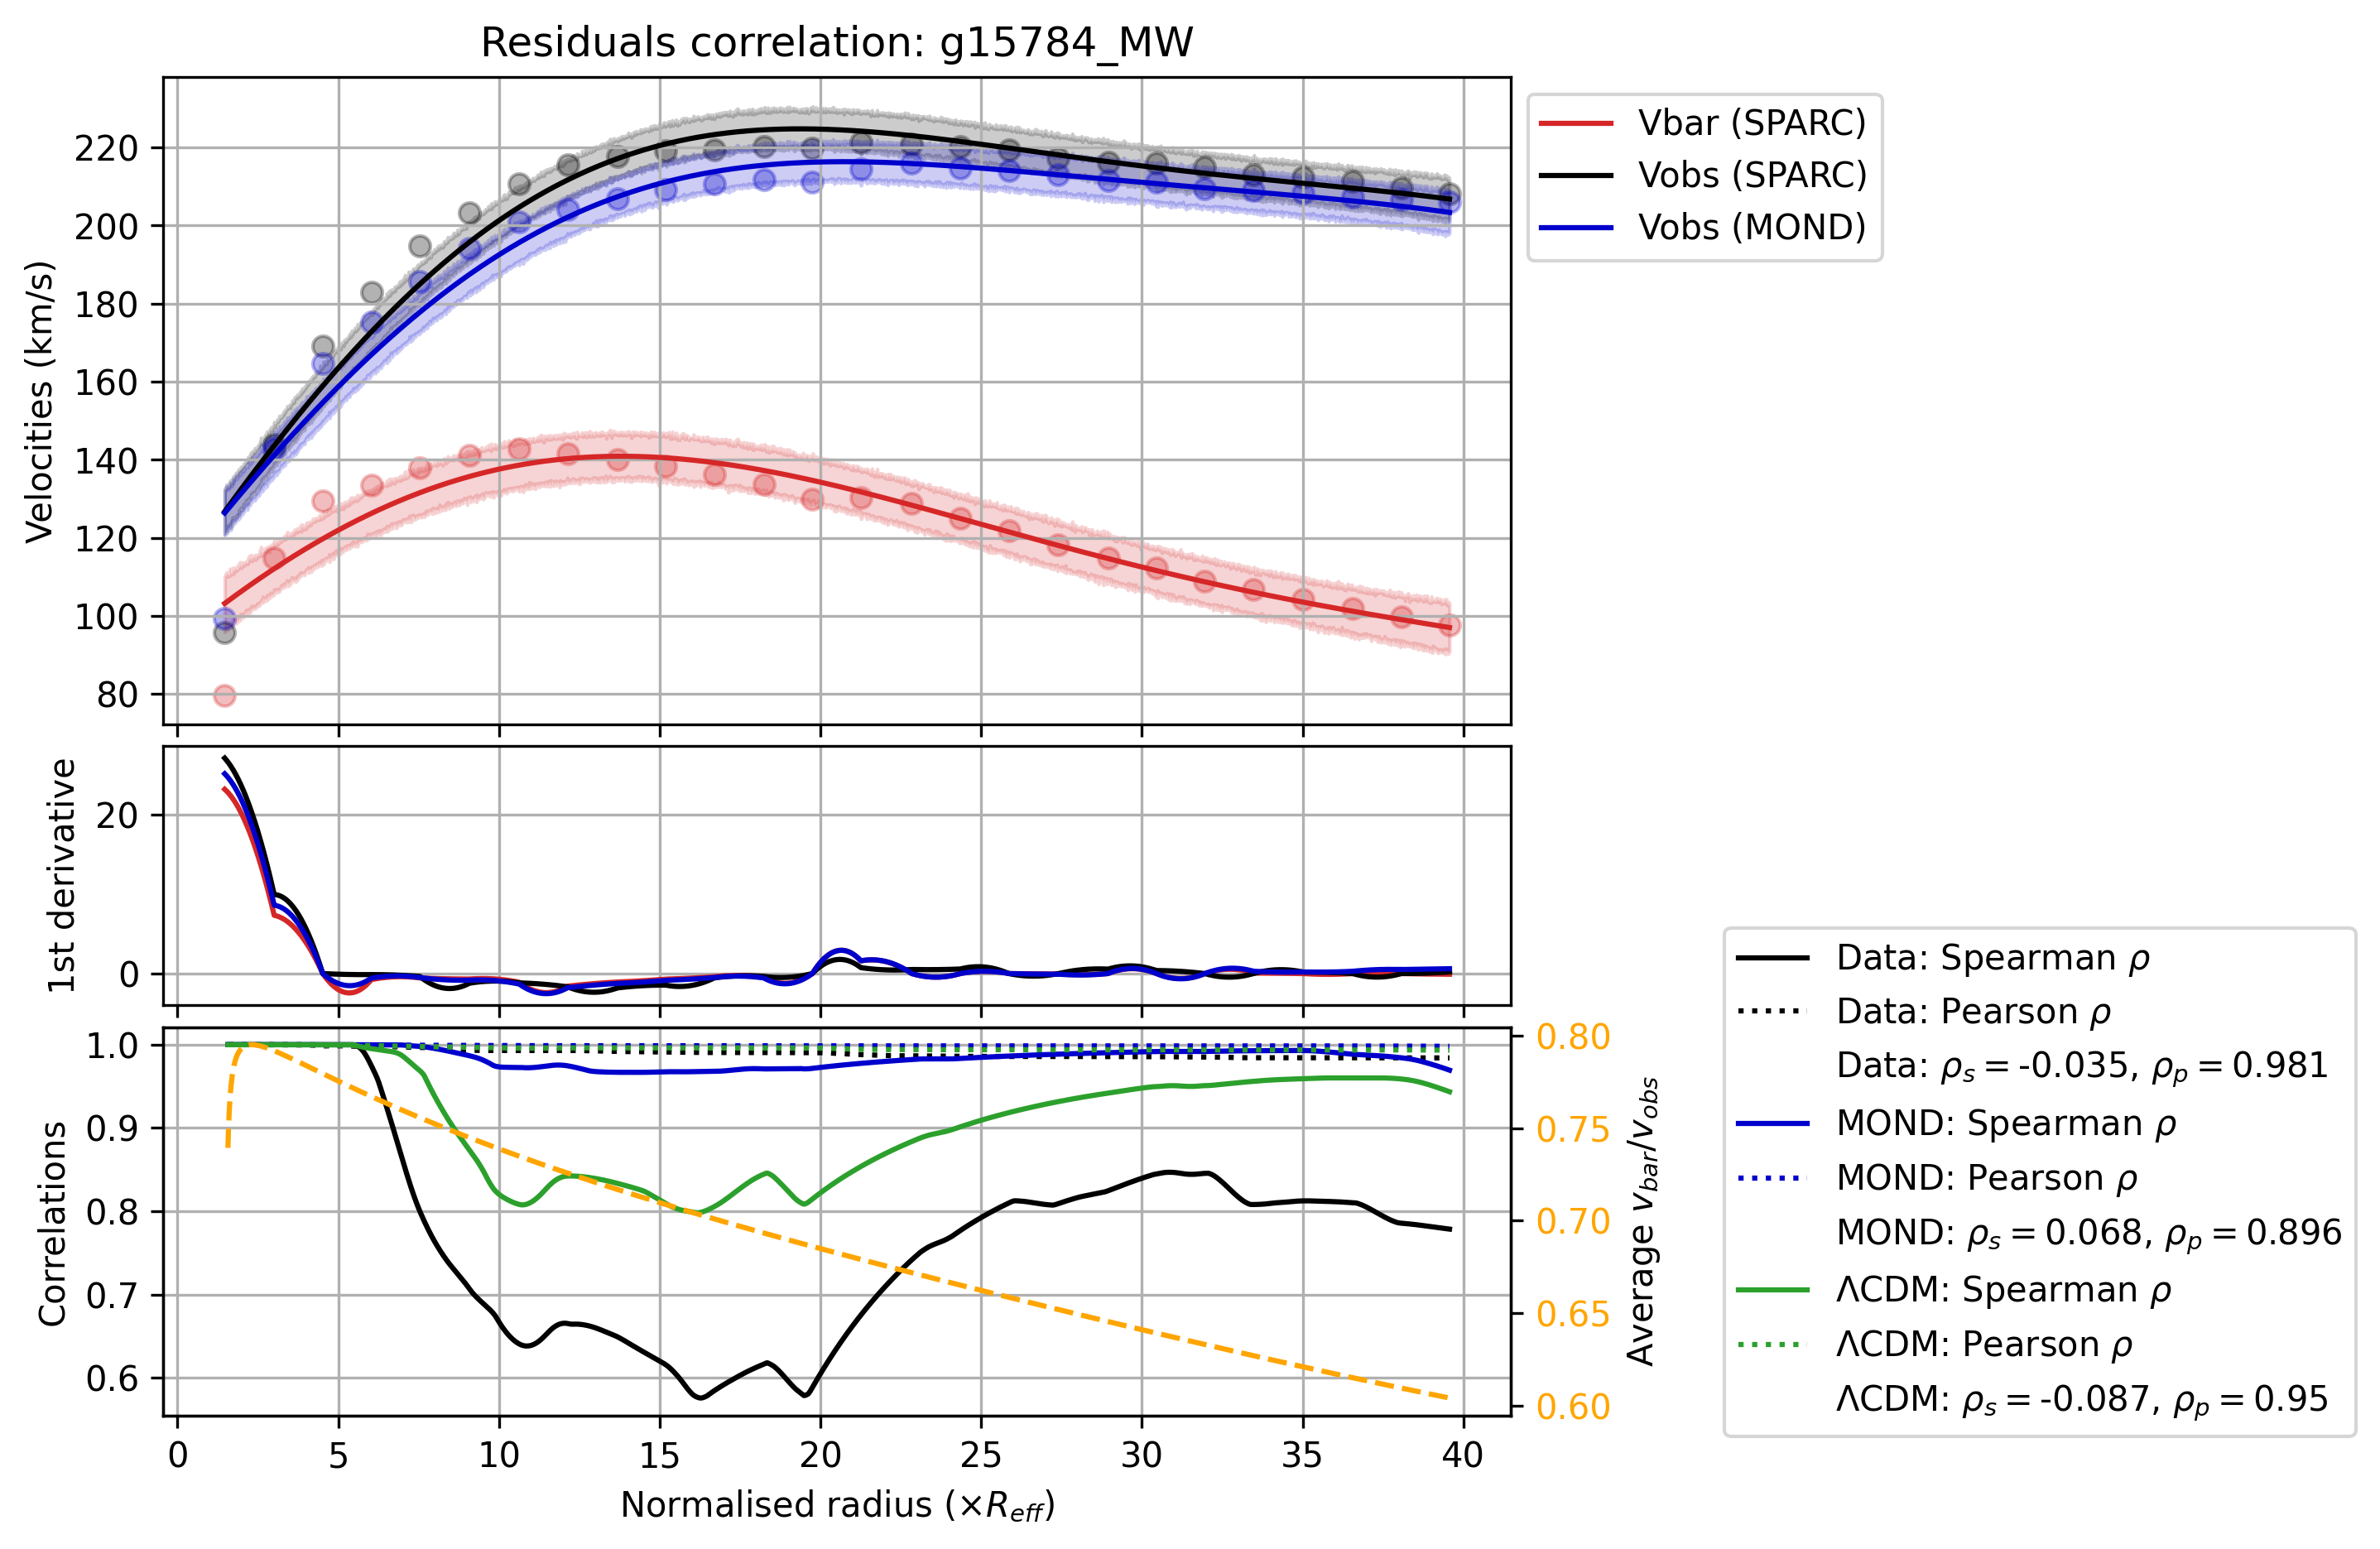 Residuals correlation: g15784_MW
Velocities (km/s)
220
200
180
160
140
120
100
80
Vbar (SPARC)
Vobs (SPARC)
Vobs (MOND)
1st derivative
20
0
Correlations
1.0
0.9
0.8
0.7
0.6
0.80
0.75
0.70
0.65
0.60
Average v_bar/v_obs
0 5 10 15 20 25 30 35 40
Normalised radius (×R_eff)
Data: Spearman ρ
Data: Pearson ρ
Data: ρ_s = -0.035, ρ_p = 0.981
MOND: Spearman ρ
MOND: Pearson ρ
MOND: ρ_s = 0.068, ρ_p = 0.896
ΛCDM: Spearman ρ
ΛCDM: Pearson ρ
ΛCDM: ρ_s = -0.087, ρ_p = 0.95